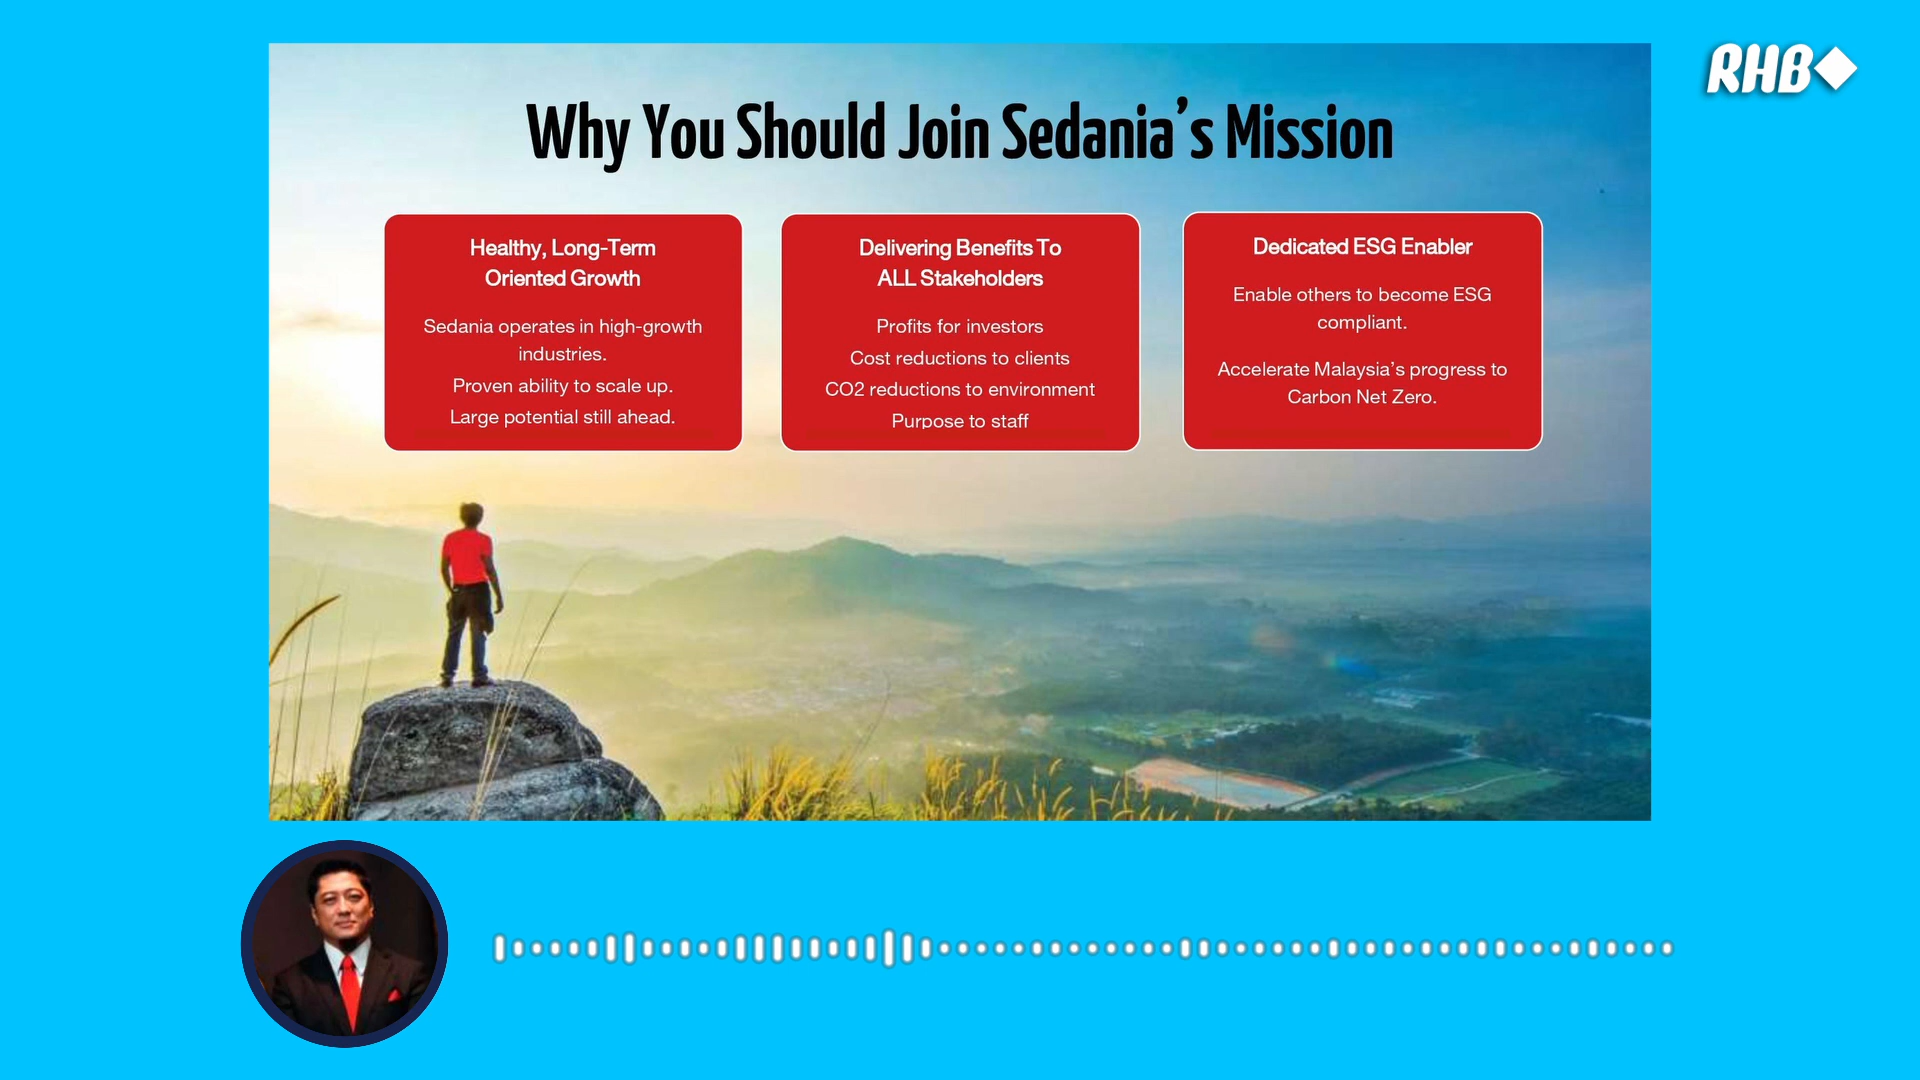 RHB
Why You Should Join Sedania’s Mission
Healthy, Long-Term
Oriented Growth
Sedania operates in high-growth
industries.
Proven ability to scale up.
Large potential still ahead.
Delivering Benefits To
ALL Stakeholders
Profits for investors
Cost reductions to clients
CO2 reductions to environment
Purpose to staff
Dedicated ESG Enabler
Enable others to become ESG
compliant.
Accelerate Malaysia’s progress to
Carbon Net Zero.